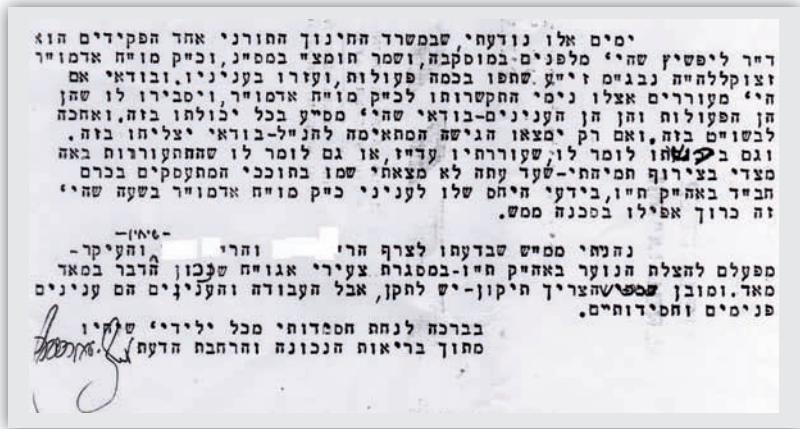 ימים אלו נודעתי,שבמשרד החינוך התורני אחד הפקידים הוא
ד"ר ליפשיץ שהי' מלפנים במוסקבה,ושמר חומצ"ב במס"נ,וכ"ק מו"ח אדמו"ר
זצוקללה"ה נבג"מ זי"ע שתפו בכמה פעולות,ועזרו בעניניו.ובודאי אם
הי' מעוררים אצלו נימי התקשרותו לכ"ק מו"ח אדמו"ר,ויסבירו לו שהן
הן הפעולות והן הן הענינים-בודאי שהי' מס"ע בכל יכולתו בזה.ואחכה
לבשו"ט בזה.ואם רק ימצאו הגישה המתאימה להנ"ל-בודאי יצליחו בזה.
וגם לומר לו,שעוררתיו עד"ז,או גם לומר לו שההתעוררות באה
מצדי בצירוף תמיהתי-שעד עתה לא מצאתי שמו בתוככי המתעסקים בכרם
חב"ד באה"ק ת"ו,בידעי היחס שלו לעניני כ"ק מו"ח אדמו"ר בשעה שהי'
זה כרוך אפילו בסכנה ממש.
-שיחיו-
נהניתי ממ"ש שבדעתו לצרף הרי' והרי' והעיקר-
מפעלם להצלת הנוער באה"ק ת"ו-במסגרת צעירי אגו"ח שנכון הדבר במאד
מאד.ומובן הצריך תיקון-יש לתקן,אבל העבודה והענינים הם ענינים
פנימים וחסידותיים.
בברכה לנחת חסידותי מכל ילידי' שיחיו
מתוך בריאות הנכונה והרחבת הדעת